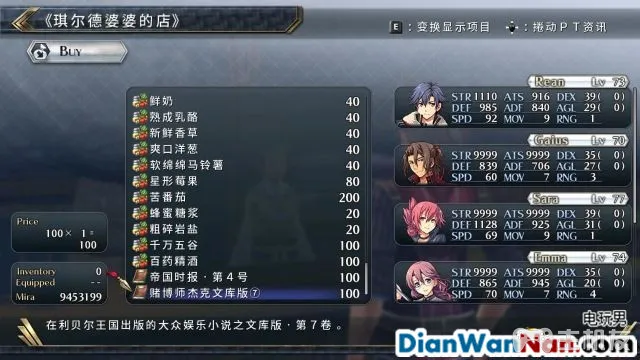 《琪尔德婆婆的店》
E :变换显示项目 :捲动PT资讯
BUY
鲜奶 40
熟成乳酪 40
新鲜香草 40
爽口洋葱 40
软绵绵马铃薯 40
星形莓果 80
苦番茄 200
蜂蜜糖浆 20
粗碎岩盐 20
千万五谷 100
百药精酒 100
帝国时报·第4号 100
赌博师杰克文库版⑦ 100
Price
100× 1=
100
Inventory 0
Equipped --
Mira 9453199
Rean Lv 73
STR 1110 ATS 916 DEX 39( 0)
DEF 985 ADF 840 AGL 29( 0)
SPD 92 MOV 9 RNG 1
Gaius Lv 70
STR 9999 ATS 9999 DEX 35( 0)
DEF 839 ADF 706 AGL 27( 0)
SPD 60 MOV 7 RNG 3
Sara Lv 77
STR 9999 ATS 9999 DEX 39( 0)
DEF 1128 ADF 925 AGL 31( 0)
SPD 69 MOV 9 RNG 1
Emma Lv 74
STR 9999 ATS 9999 DEX 35( 0)
DEF 865 ADF 945 AGL 20( 0)
SPD 70 MOV 7 RNG 4
在利贝尔王国出版的大众娱乐小说之文库版·第7卷。
电玩男
DianWanNan.com